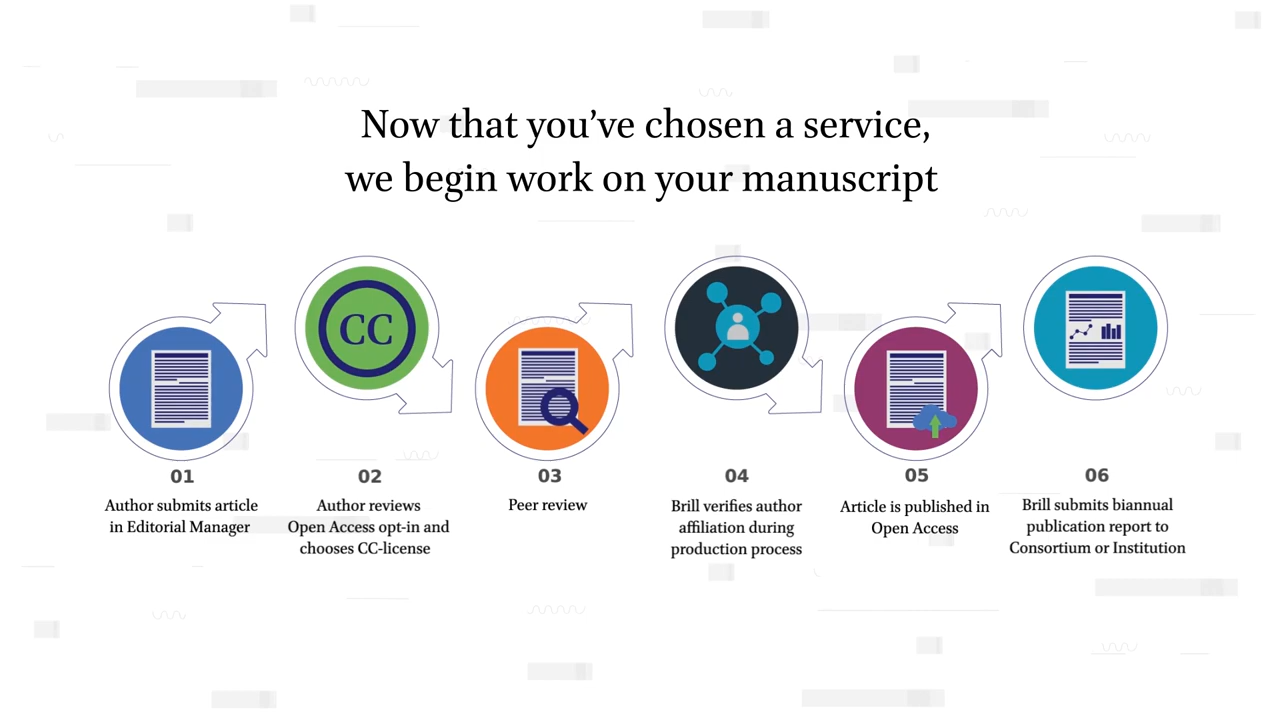 Now that you’ve chosen a service,
we begin work on your manuscript
CC
01
Author submits article
in Editorial Manager
02
Author reviews
Open Access opt-in and
chooses CC-license
03
Peer review
04
Brill verifies author
affiliation during
production process
05
Article is published in
Open Access
06
Brill submits biannual
publication report to
Consortium or Institution